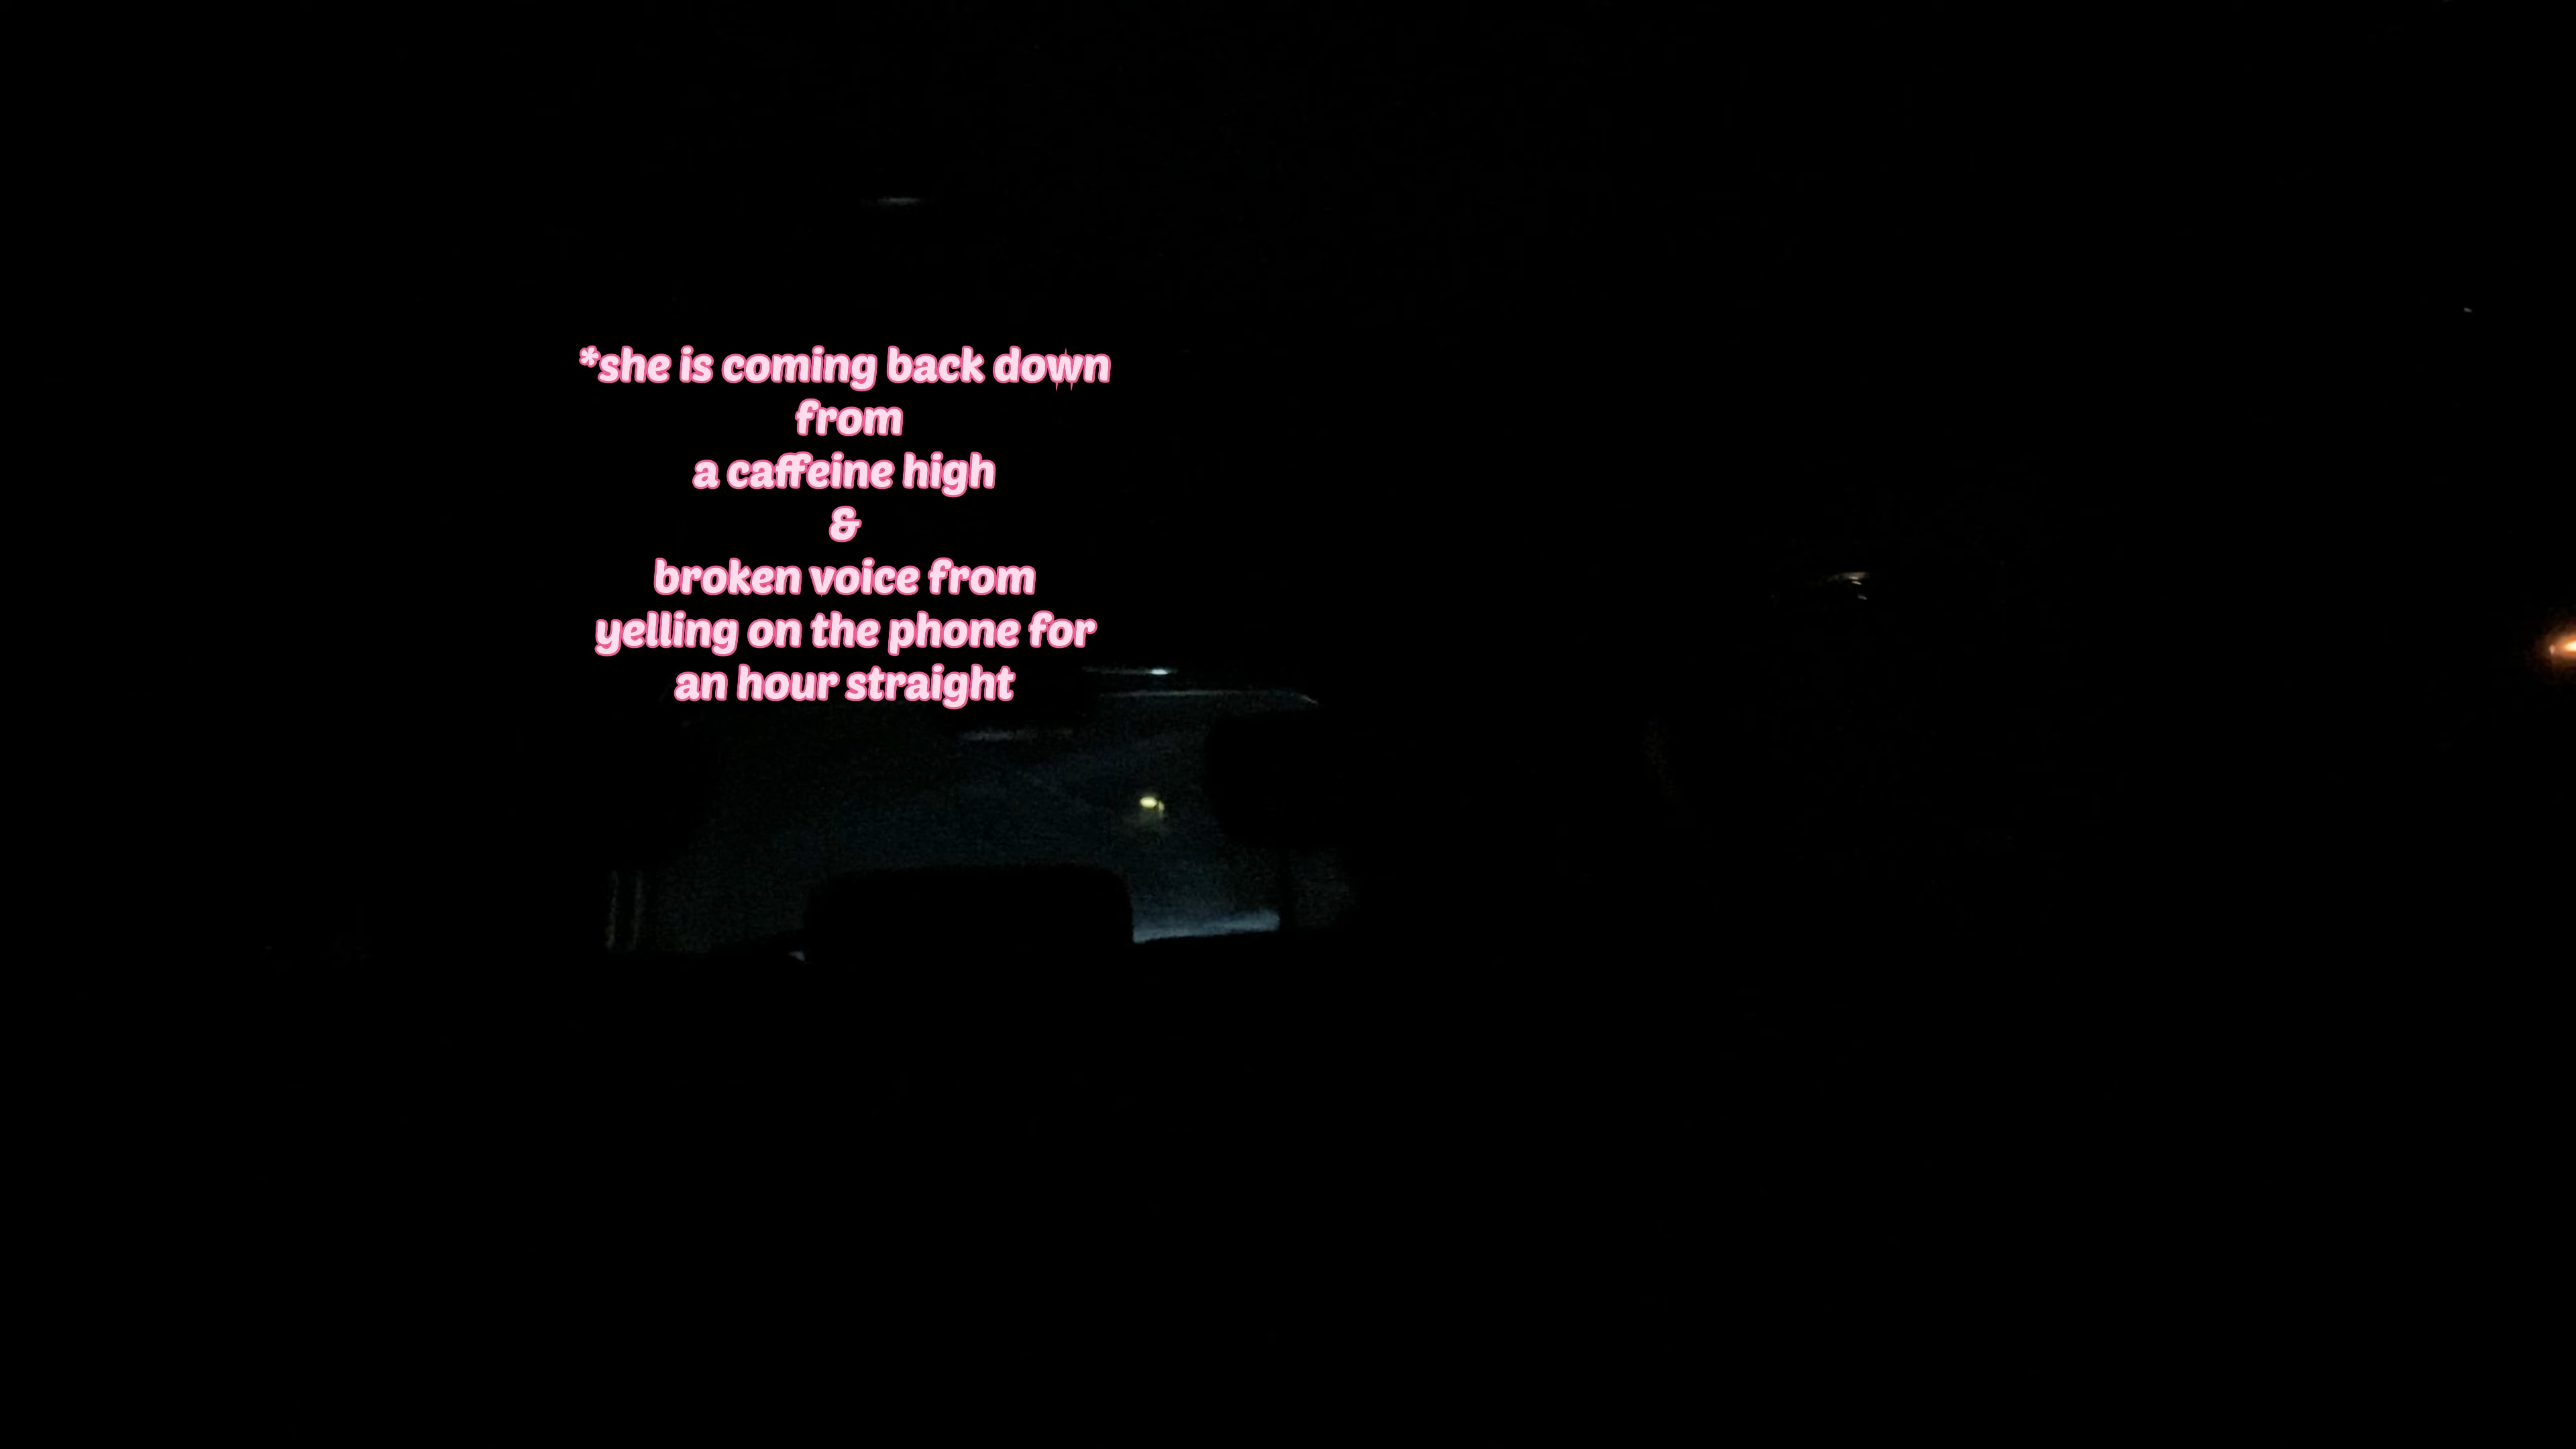 *she is coming back down
from
a caffeine high
&
broken voice from
yelling on the phone for
an hour straight